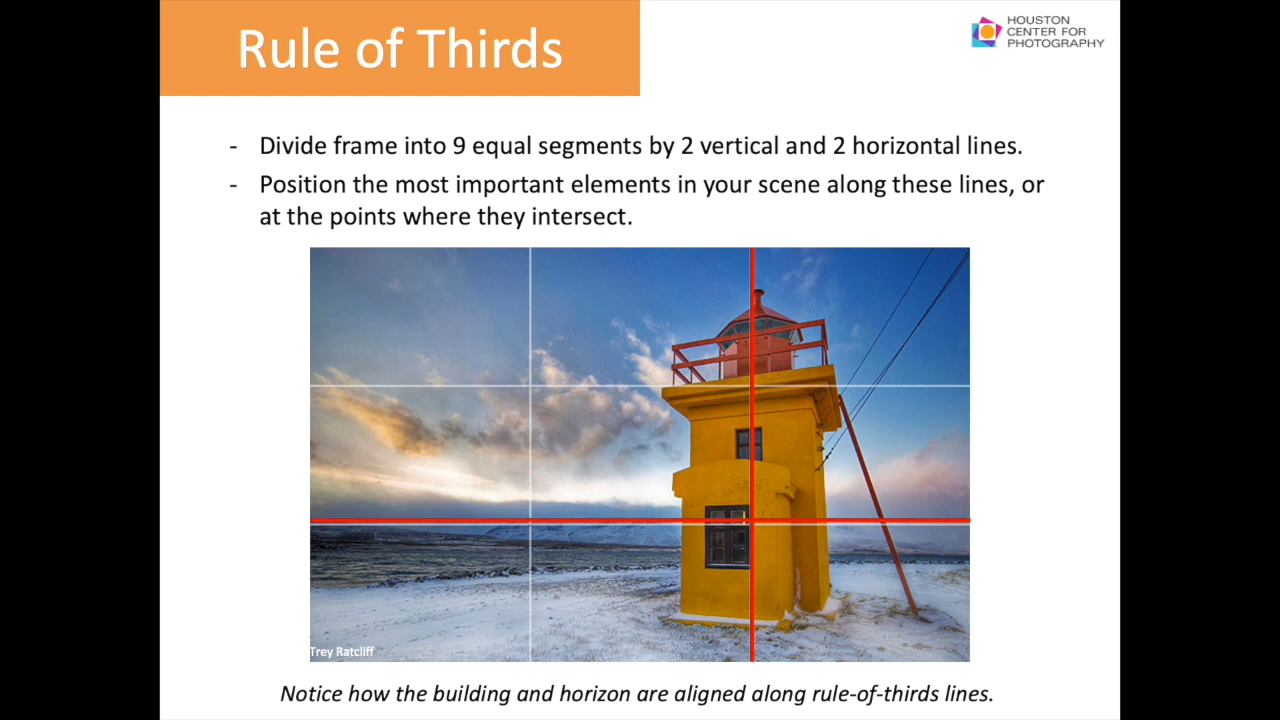 Rule of Thirds
HOUSTON
CENTER FOR
PHOTOGRAPHY
- Divide frame into 9 equal segments by 2 vertical and 2 horizontal lines.
- Position the most important elements in your scene along these lines, or
at the points where they intersect.
Trey Ratcliff
Notice how the building and horizon are aligned along rule-of-thirds lines.